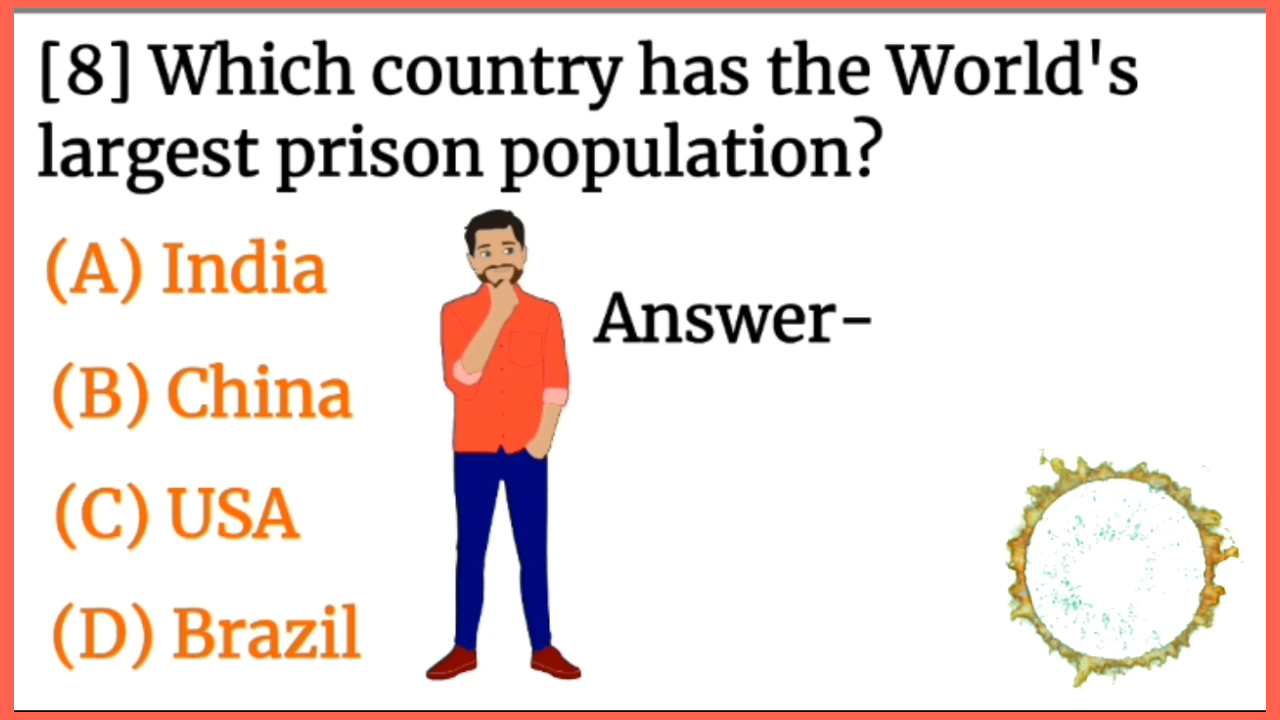 [8] Which country has the World's
largest prison population?
(A) India
(B) China
(C) USA
(D) Brazil
Answer-